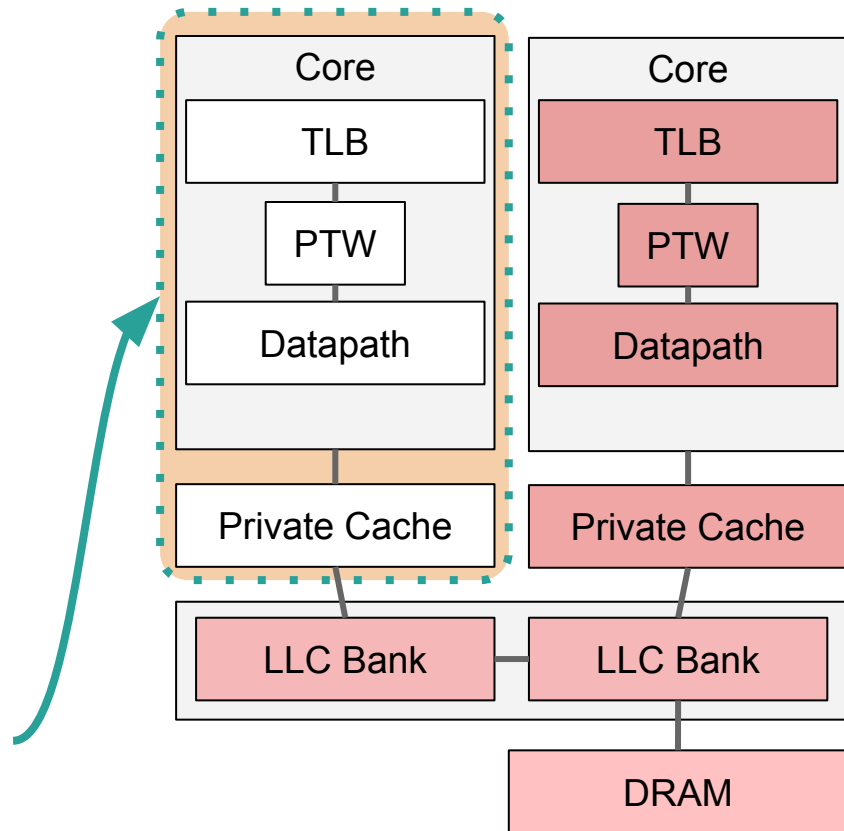 Core
TLB
PTW
Datapath
Private Cache
Core
TLB
PTW
Datapath
Private Cache
LLC Bank
LLC Bank
DRAM